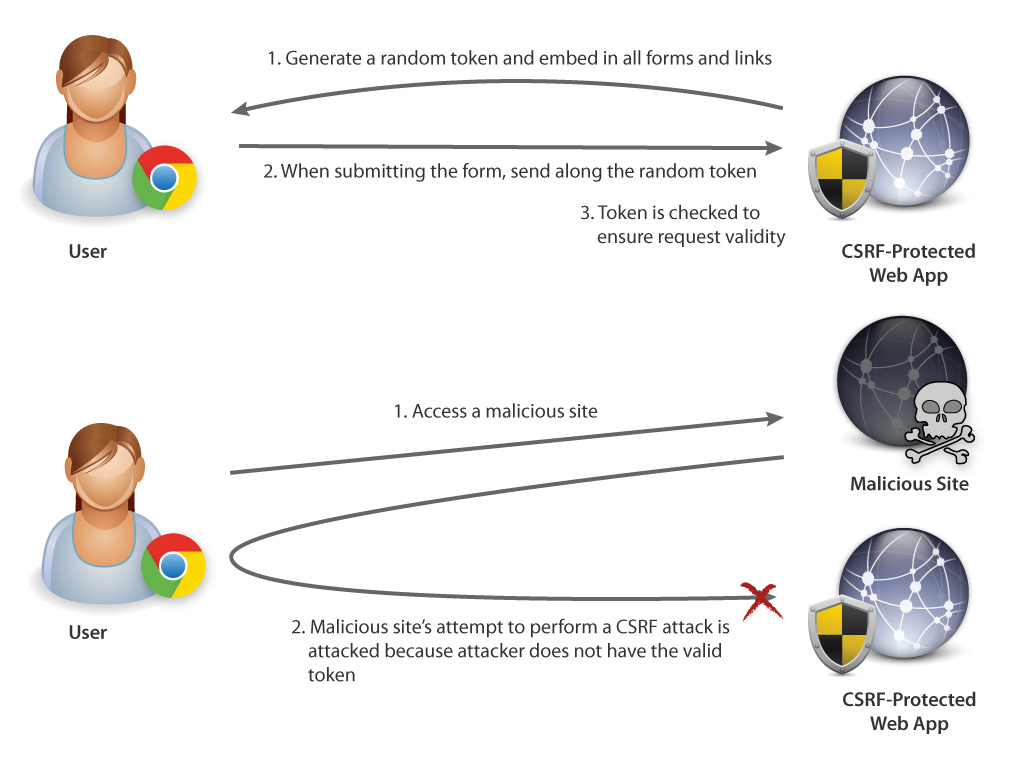 1. Generate a random token and embed in all forms and links
2. When submitting the form, send along the random token
3. Token is checked to
ensure request validity
User
CSRF-Protected
Web App
1. Access a malicious site
Malicious Site
2. Malicious site's attempt to perform a CSRF attack is
attacked because attacker does not have the valid
token
User
CSRF-Protected
Web App